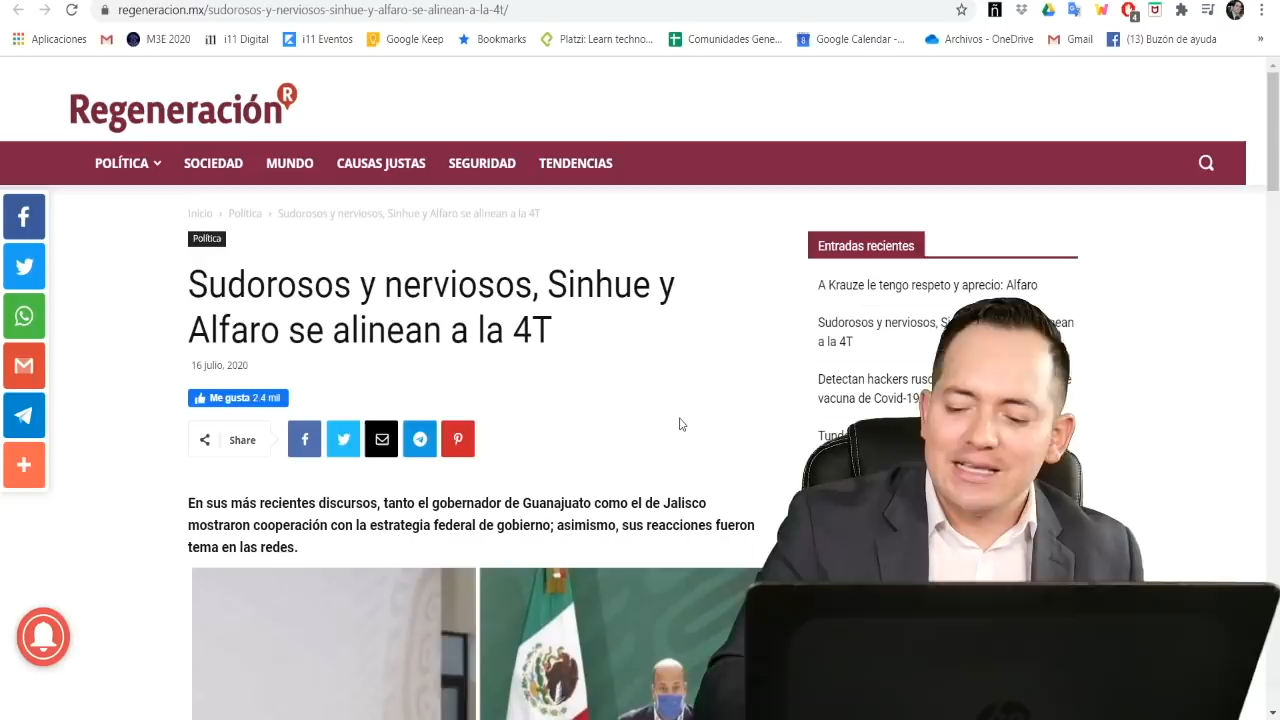 regeneracion.mx/sudorosos-y-nerviosos-sinhue-y-alfaro-se-alinean-a-la-4t/
Aplicaciones
M3E 2020
i11 Digital
i11 Eventos
Google Keep
Bookmarks
Platzi: Learn techno...
Comunidades Gene...
Google Calendar -...
Archivos - OneDrive
Gmail
(13) Buzón de ayuda
»
Regeneración R
POLÍTICA
SOCIEDAD
MUNDO
CAUSAS JUSTAS
SEGURIDAD
TENDENCIAS
Inicio › Política › Sudorosos y nerviosos, Sinhue y Alfaro se alinean a la 4T
Política
Sudorosos y nerviosos, Sinhue y
Alfaro se alinean a la 4T
16 julio, 2020
Me gusta 2.4 mil
Share
En sus más recientes discursos, tanto el gobernador de Guanajuato como el de Jalisco
mostraron cooperación con la estrategia federal de gobierno; asimismo, sus reacciones fueron
tema en las redes.
Entradas recientes
A Krauze le tengo respeto y aprecio: Alfaro
Sudorosos y nerviosos,
a la 4T
Detectan hackers
vacuna de Covid-19